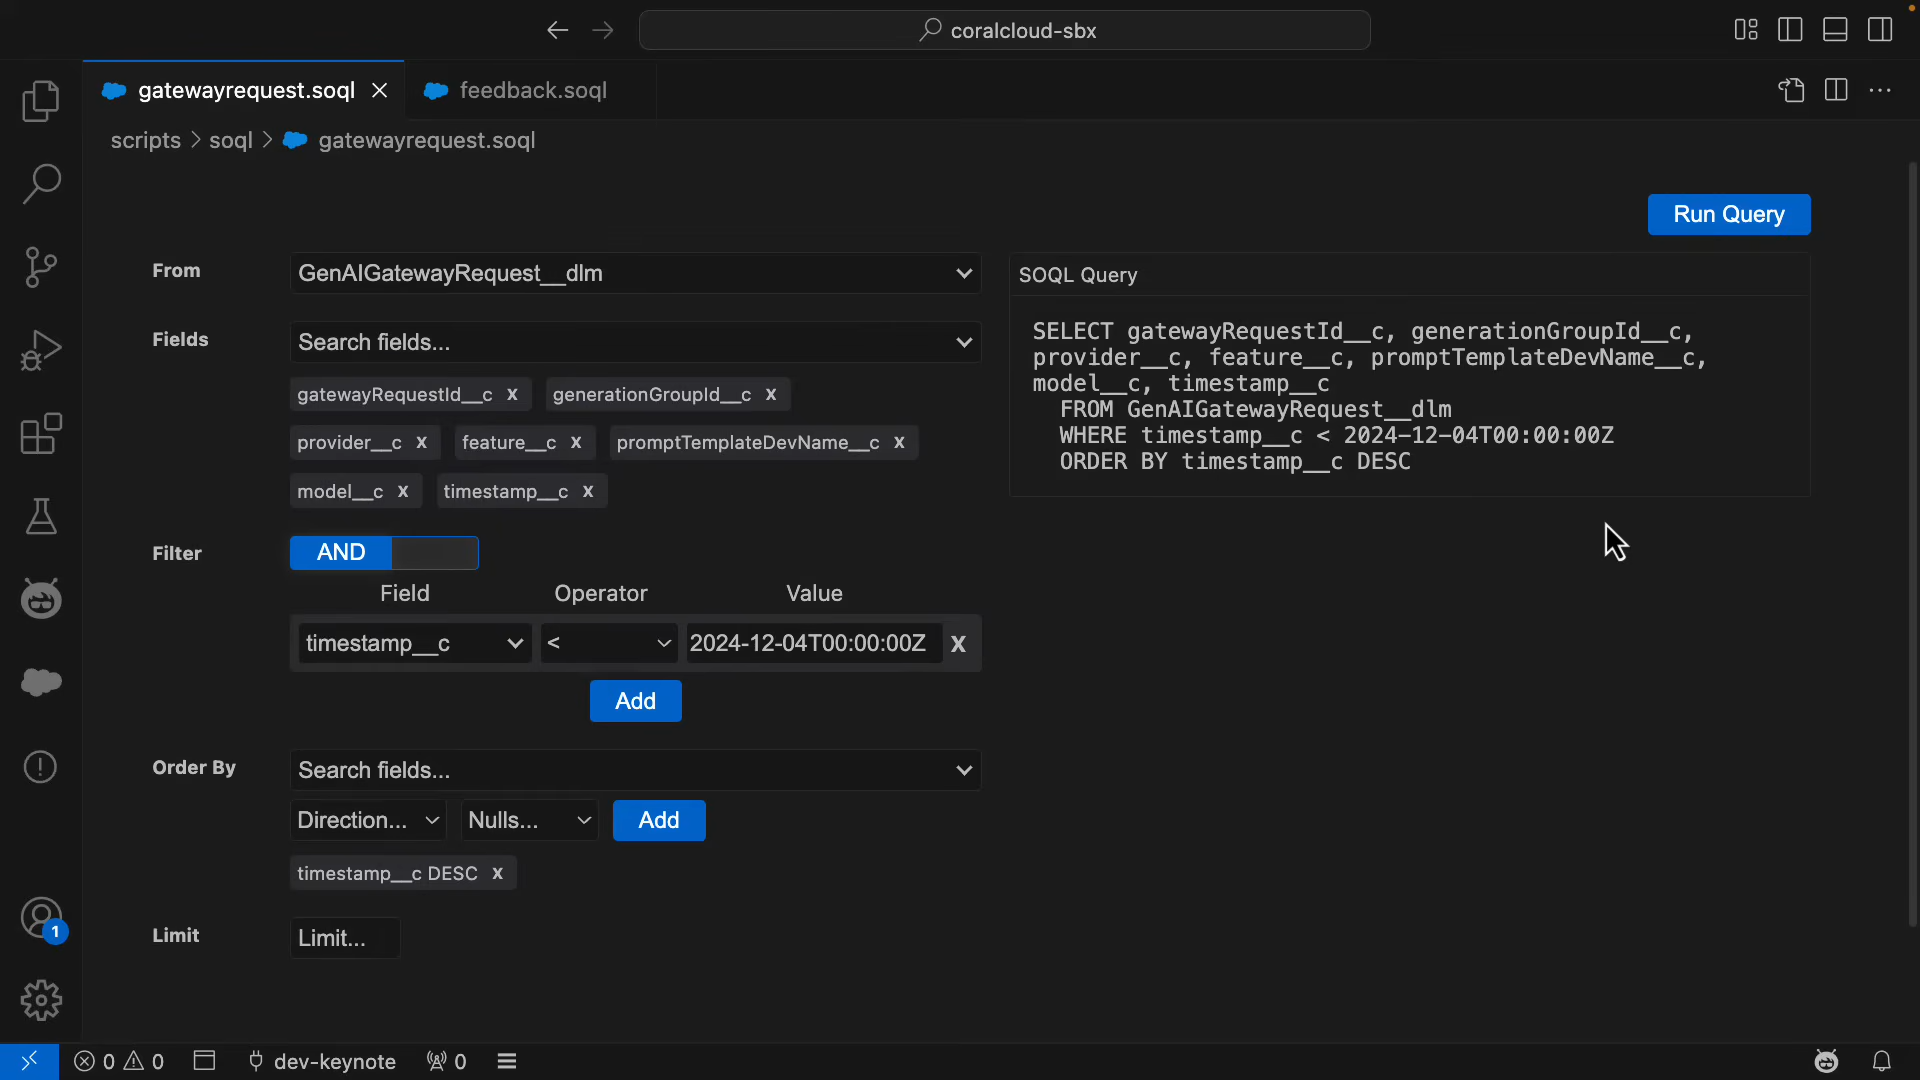 coralcloud-sbx
gatewayrequest.soql
feedback.soql
scripts > soql > gatewayrequest.soql
Run Query
From
GenAIGatewayRequest__dlm
Fields
Search fields...
gatewayRequestId__c x
generationGroupId__c x
provider__c x
feature__c x
promptTemplateDevName__c x
model__c x
timestamp__c x
Filter
AND
Field
Operator
Value
timestamp__c
<
2024-12-04T00:00:00Z
X
Add
Order By
Search fields...
Direction...
Nulls...
Add
timestamp__c DESC x
Limit
Limit...
SOQL Query
SELECT gatewayRequestId__c, generationGroupId__c,
provider__c, feature__c, promptTemplateDevName__c,
model__c, timestamp__c
FROM GenAIGatewayRequest__dlm
WHERE timestamp__c < 2024-12-04T00:00:00Z
ORDER BY timestamp__c DESC
1
0
0
dev-keynote
0